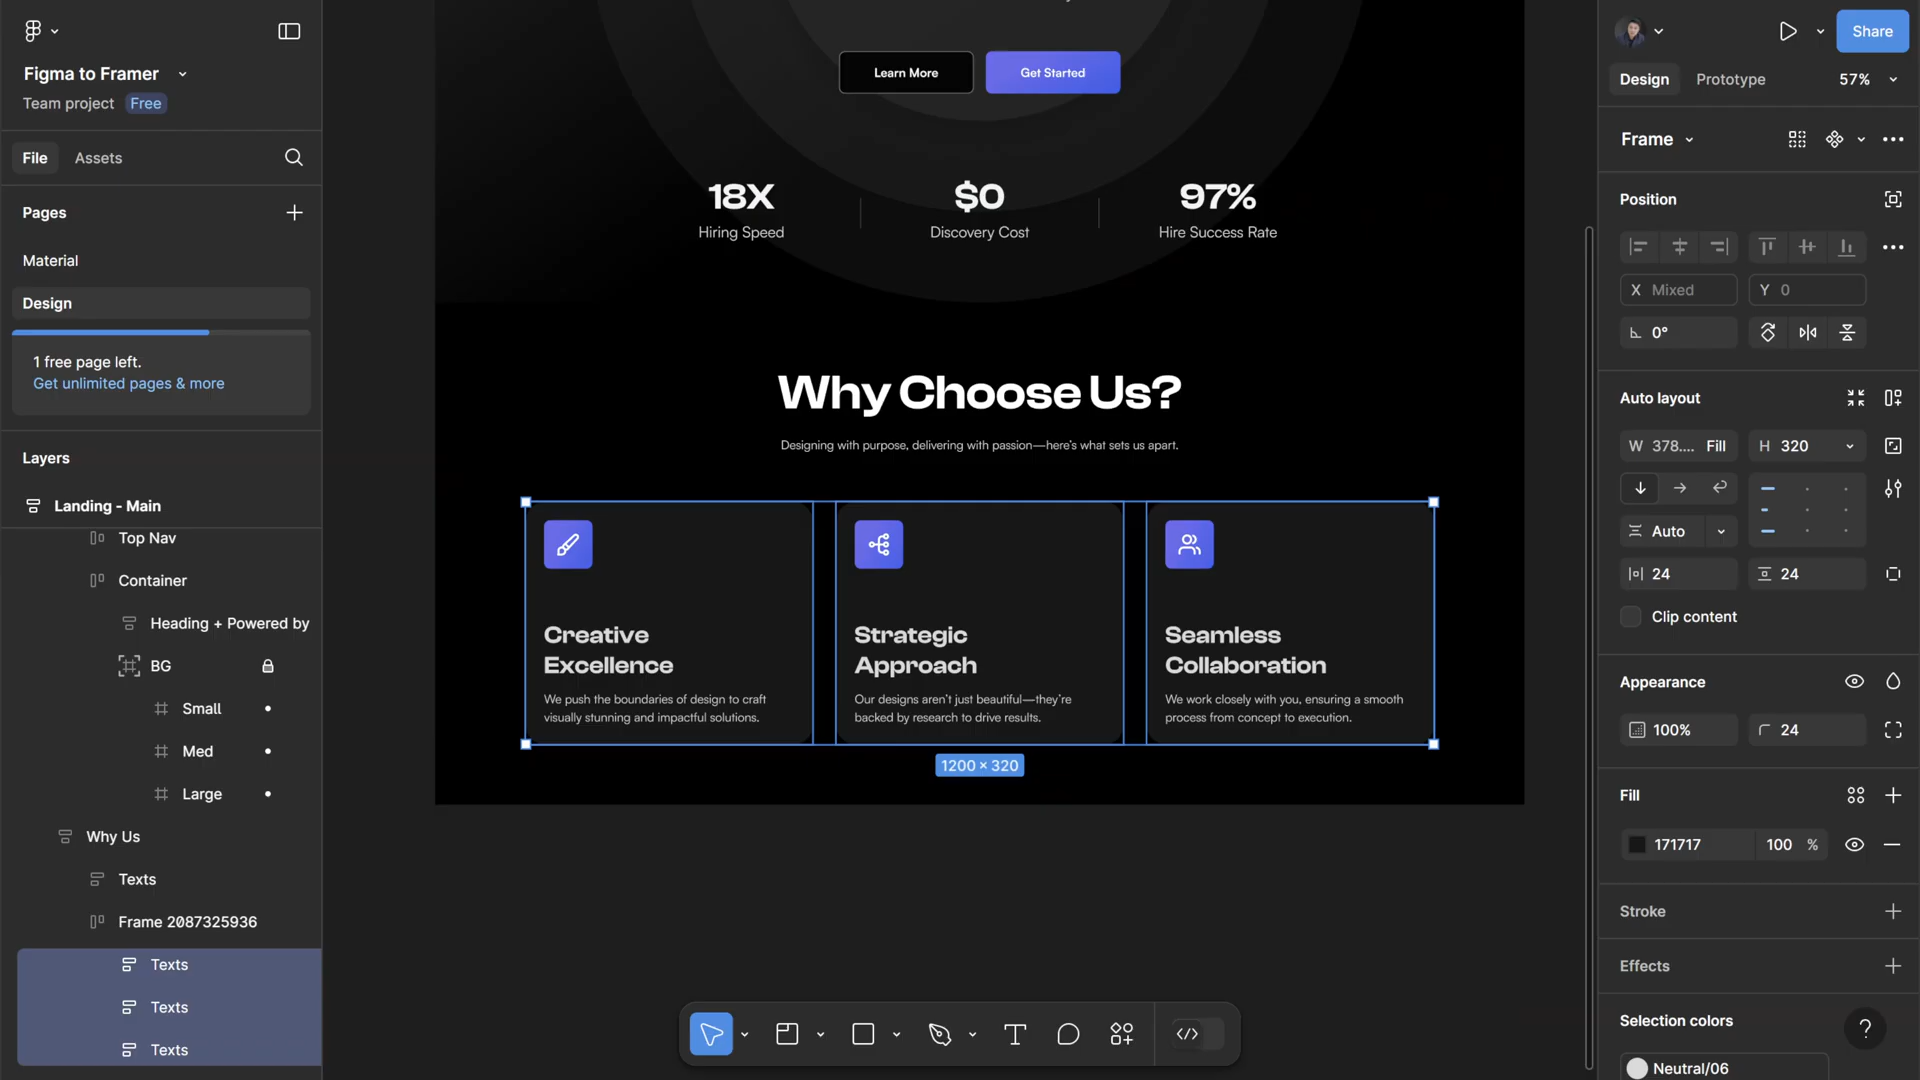 Figma to Framer
Team project Free
File Assets
Pages
Material
Design
1 free page left.
Get unlimited pages & more
Layers
Landing - Main
Top Nav
Container
Heading + Powered by
BG
Small
Med
Large
Why Us
Texts
Frame 2087325936
Texts
Texts
Texts
Learn More
Get Started
18X
Hiring Speed
$0
Discovery Cost
97%
Hire Success Rate
Why Choose Us?
Designing with purpose, delivering with passion—here's what sets us apart.
Creative
Excellence
We push the boundaries of design to craft
visually stunning and impactful solutions.
Strategic
Approach
Our designs aren't just beautiful—they're
backed by research to drive results.
Seamless
Collaboration
We work closely with you, ensuring a smooth
process from concept to execution.
1200 × 320
Share
Design Prototype 57%
Frame
Position
X Mixed Y 0
0°
Auto layout
W 378.... Fill H 320
Auto
24 24
Clip content
Appearance
100% 24
Fill
171717 100 %
Stroke
Effects
Selection colors
?
Neutral/06